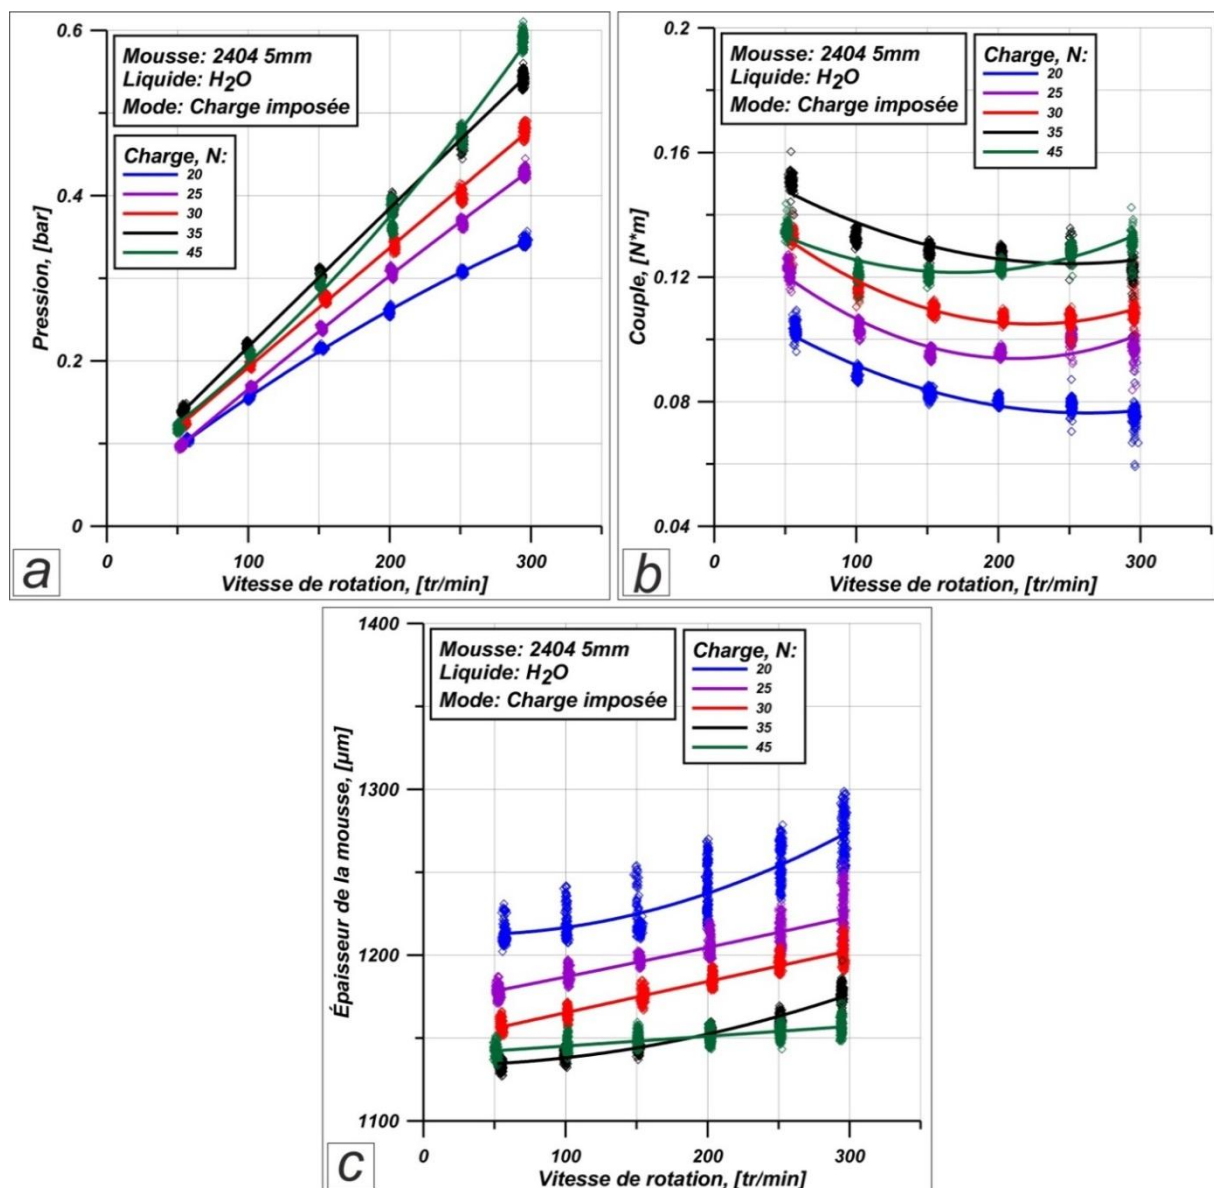 0.6
0.4
0.2
0
Pression, [bar]
Mousse: 2404 5mm
Liquide: H2O
Mode: Charge imposée
Charge, N:
20
25
30
35
45
0 100 200 300
Vitesse de rotation, [tr/min]
a
0.2
0.16
0.12
0.08
0.04
Couple, [N*m]
Mousse: 2404 5mm
Liquide: H2O
Mode: Charge imposée
Charge, N:
20
25
30
35
45
0 100 200 300
Vitesse de rotation, [tr/min]
b
1400
1300
1200
1100
Épaisseur de la mousse, [µm]
Mousse: 2404 5mm
Liquide: H2O
Mode: Charge imposée
Charge, N:
20
25
30
35
45
0 100 200 300
Vitesse de rotation, [tr/min]
c